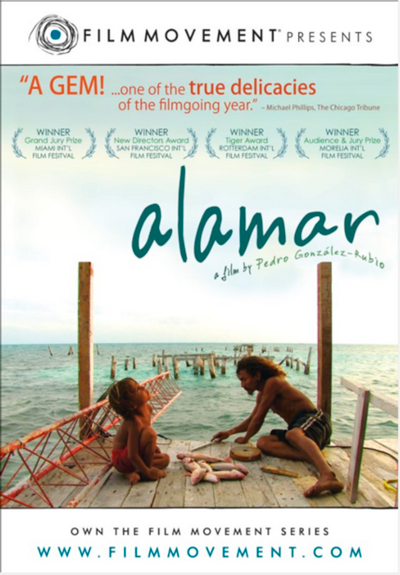 FILM MOVEMENT® PRESENTS
"A GEM! ...one of the true delicacies
of the filmgoing year." – Michael Phillips, The Chicago Tribune
WINNER
Grand Jury Prize
MIAMI INT'L
FILM FESTIVAL
WINNER
New Directors Award
SAN FRANCISCO INT'L
FILM FESTIVAL
WINNER
Tiger Award
ROTTERDAM INT'L
FILM FESTIVAL
WINNER
Audience & Jury Prize
MORELIA INT'L
FILM FESTIVAL
alamar
a film by Pedro González-Rubio
OWN THE FILM MOVEMENT SERIES
WWW.FILMMOVEMENT.COM